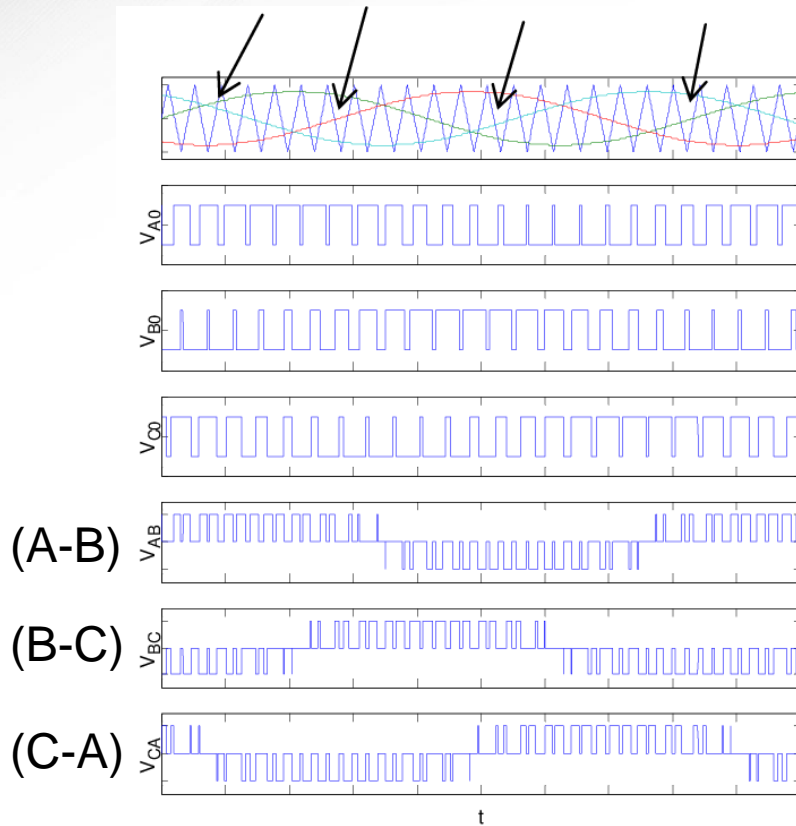 V_A0
V_B0
V_C0
(A-B) V_AB
(B-C) V_BC
(C-A) V_CA
t